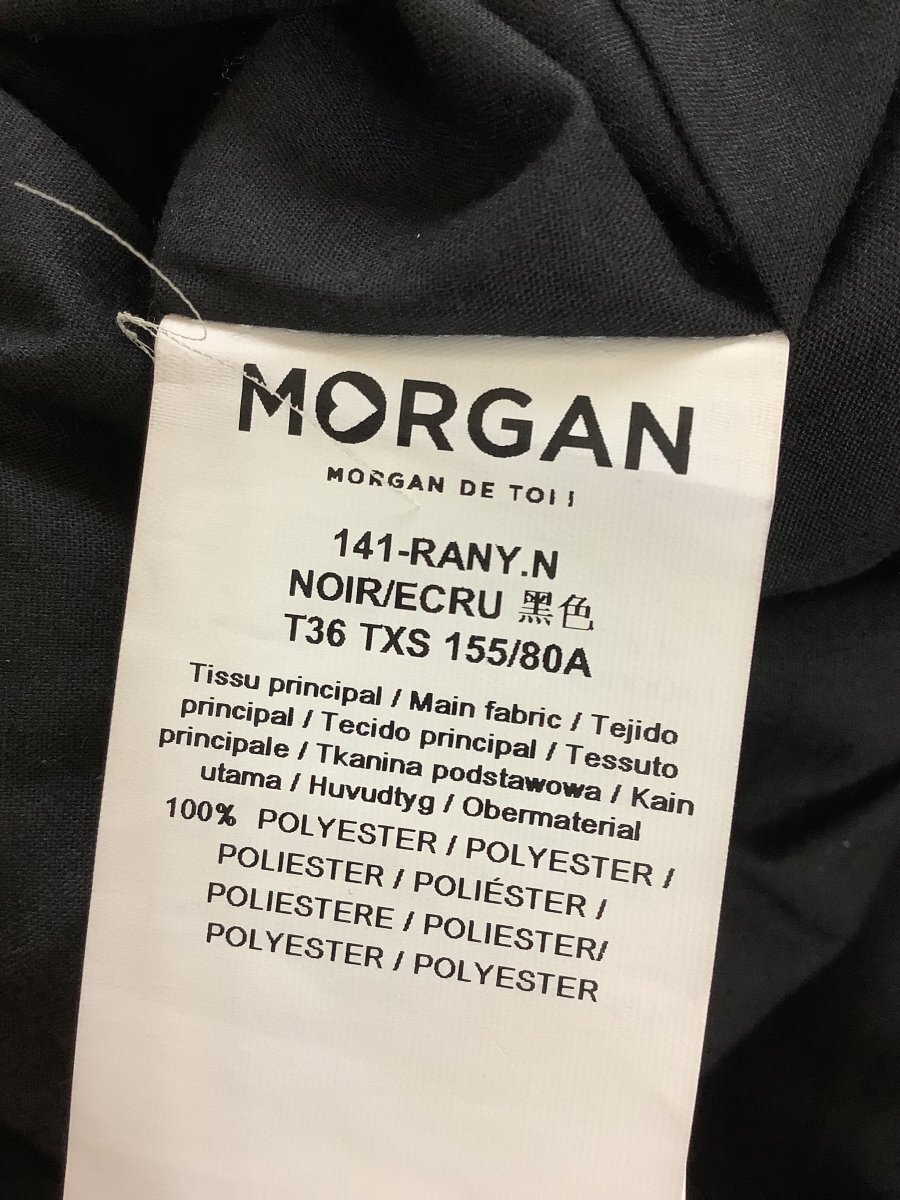 MORGAN
MORGAN DE TOI !
141-RANY.N
NOIR/ECRU 黑色
T36 TXS 155/80A
Tissu principal / Main fabric / Tejido
principal / Tecido principal / Tessuto
principale / Tkanina podstawowa / Kain
utama / Huvudtyg / Obermaterial
100% POLYESTER / POLYESTER /
POLIESTER / POLIÉSTER /
POLIESTERE / POLIESTER/
POLYESTER / POLYESTER